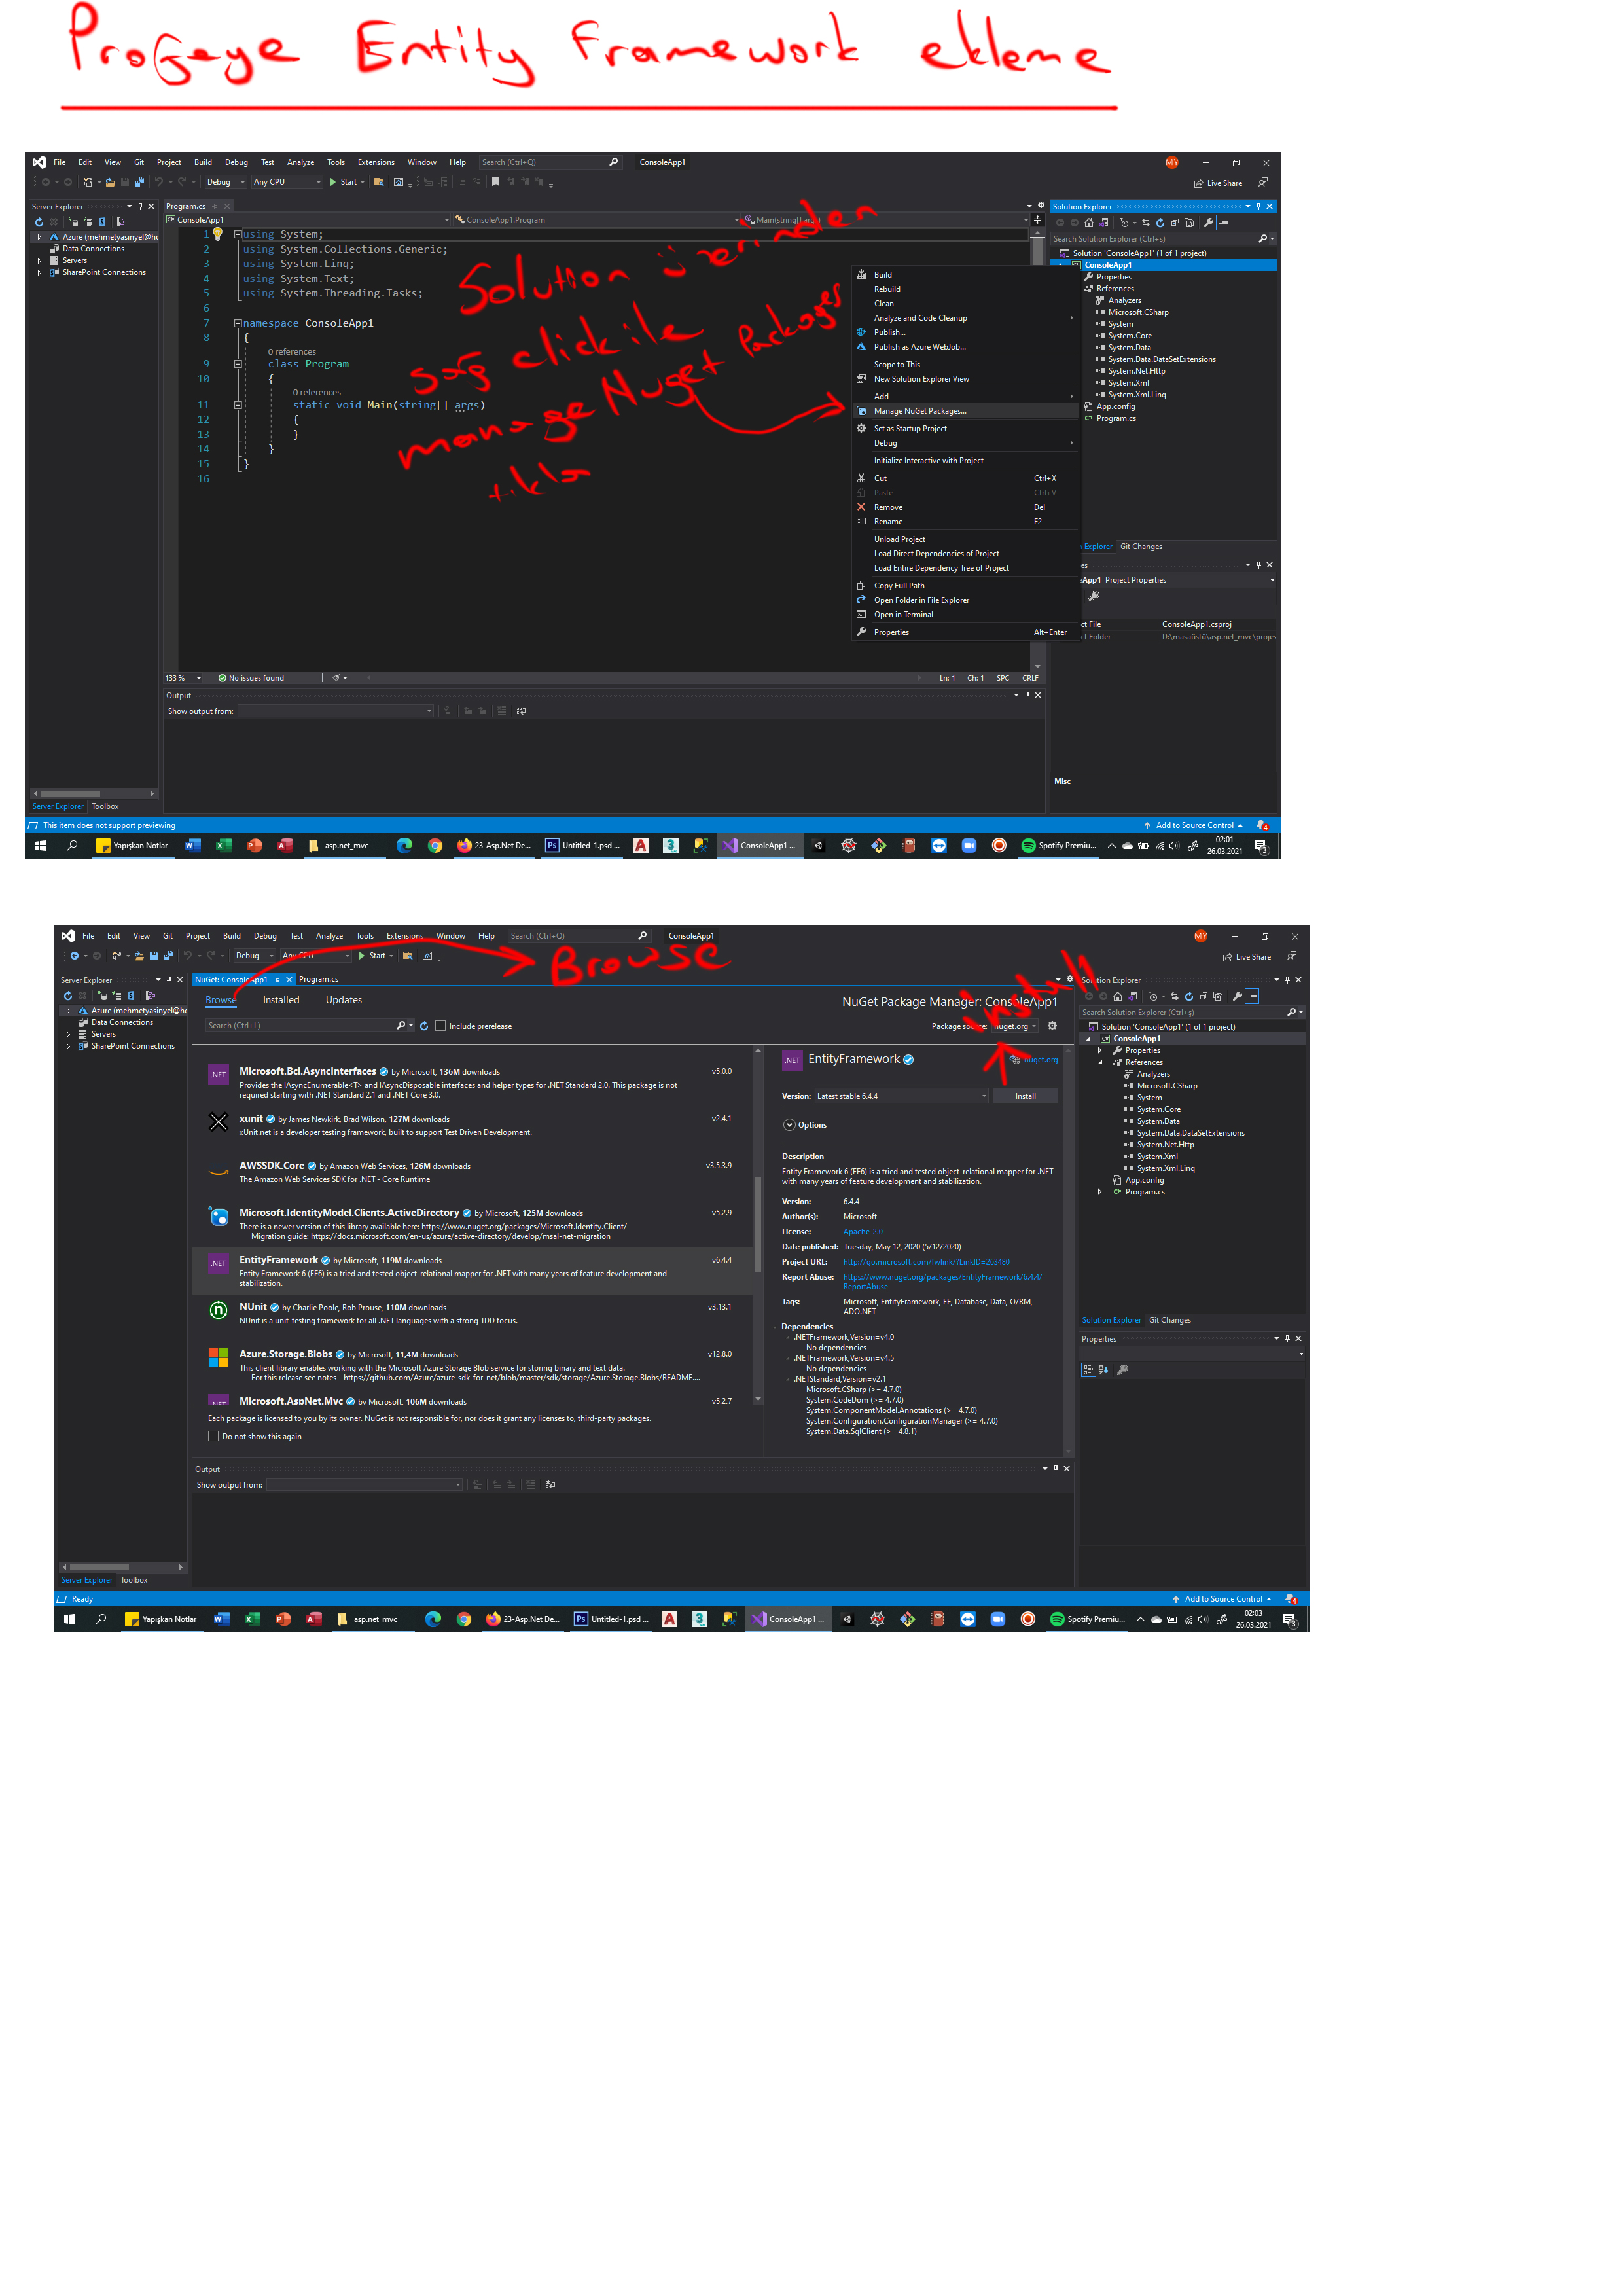 Projeye Entity Framework ekleme
File Edit View Git Project Build Debug Test Analyze Tools Extensions Window Help Search (Ctrl+Q) ConsoleApp1 MY
Debug Any CPU Start Live Share
Server Explorer
Azure (mehmetyasinyel@ho
Data Connections
Servers
SharePoint Connections
Program.cs
ConsoleApp1 ConsoleApp1.Program Main(string[] args)
1 using System;
2 using System.Collections.Generic;
3 using System.Linq;
4 using System.Text;
5 using System.Threading.Tasks;
6
7 namespace ConsoleApp1
8 {
0 references
9 class Program
10 {
0 references
11 static void Main(string[] args)
12 {
13 }
14 }
15 }
16
Solution üzerinden
sağ click ile
manage Nuget Packages
tıkla
Build
Rebuild
Clean
Analyze and Code Cleanup
Publish...
Publish as Azure WebJob...
Scope to This
New Solution Explorer View
Add
Manage NuGet Packages...
Set as Startup Project
Debug
Initialize Interactive with Project
Cut Ctrl+X
Paste Ctrl+V
Remove Del
Rename F2
Unload Project
Load Direct Dependencies of Project
Load Entire Dependency Tree of Project
Copy Full Path
Open Folder in File Explorer
Open in Terminal
Properties Alt+Enter
Solution Explorer
Search Solution Explorer (Ctrl+ş)
Solution 'ConsoleApp1' (1 of 1 project)
ConsoleApp1
Properties
References
Analyzers
Microsoft.CSharp
System
System.Core
System.Data
System.Data.DataSetExtensions
System.Net.Http
System.Xml
System.Xml.Linq
App.config
Program.cs
Explorer Git Changes
es
eApp1 Project Properties
ct File ConsoleApp1.csproj
ct Folder D:\masaüstü\asp.net_mvc\projes
Misc
133 % No issues found Ln: 1 Ch: 1 SPC CRLF
Output
Show output from:
Server Explorer Toolbox
This item does not support previewing Add to Source Control 4
Yapışkan Notlar asp.net_mvc 23-Asp.Net De... Untitled-1.psd ... ConsoleApp1 ... Spotify Premiu... 02:01
26.03.2021 3
File Edit View Git Project Build Debug Test Analyze Tools Extensions Window Help Search (Ctrl+Q) ConsoleApp1 MY
Debug Any CPU Start Live Share
Browse
install
Server Explorer
Azure (mehmetyasinyel@ho
Data Connections
Servers
SharePoint Connections
NuGet: ConsoleApp1 Program.cs
Browse Installed Updates NuGet Package Manager: ConsoleApp1
Search (Ctrl+L) Include prerelease Package source: nuget.org
Microsoft.Bcl.AsyncInterfaces by Microsoft, 136M downloads v5.0.0
Provides the IAsyncEnumerable<T> and IAsyncDisposable interfaces and helper types for .NET Standard 2.0. This package is not
required starting with .NET Standard 2.1 and .NET Core 3.0.
xunit by James Newkirk, Brad Wilson, 127M downloads v2.4.1
xUnit.net is a developer testing framework, built to support Test Driven Development.
AWSSDK.Core by Amazon Web Services, 126M downloads v3.5.3.9
The Amazon Web Services SDK for .NET - Core Runtime
Microsoft.IdentityModel.Clients.ActiveDirectory by Microsoft, 125M downloads v5.2.9
There is a newer version of this library available here: https://www.nuget.org/packages/Microsoft.Identity.Client/
Migration guide: https://docs.microsoft.com/en-us/azure/active-directory/develop/msal-net-migration
.NET EntityFramework by Microsoft, 119M downloads v6.4.4
Entity Framework 6 (EF6) is a tried and tested object-relational mapper for .NET with many years of feature development and
stabilization.
NUnit by Charlie Poole, Rob Prouse, 110M downloads v3.13.1
NUnit is a unit-testing framework for all .NET languages with a strong TDD focus.
Azure.Storage.Blobs by Microsoft, 11,4M downloads v12.8.0
This client library enables working with the Microsoft Azure Storage Blob service for storing binary and text data.
For this release see notes - https://github.com/Azure/azure-sdk-for-net/blob/master/sdk/storage/Azure.Storage.Blobs/README....
Microsoft.AspNet.Mvc by Microsoft, 106M downloads v5.2.7
Each package is licensed to you by its owner. NuGet is not responsible for, nor does it grant any licenses to, third-party packages.
Do not show this again
.NET EntityFramework nuget.org
Version: Latest stable 6.4.4 Install
Options
Description
Entity Framework 6 (EF6) is a tried and tested object-relational mapper for .NET
with many years of feature development and stabilization.
Version: 6.4.4
Author(s): Microsoft
License: Apache-2.0
Date published: Tuesday, May 12, 2020 (5/12/2020)
Project URL: http://go.microsoft.com/fwlink/?LinkID=263480
Report Abuse: https://www.nuget.org/packages/EntityFramework/6.4.4/
ReportAbuse
Tags: Microsoft, EntityFramework, EF, Database, Data, O/RM,
ADO.NET
Dependencies
.NETFramework,Version=v4.0
No dependencies
.NETFramework,Version=v4.5
No dependencies
.NETStandard,Version=v2.1
Microsoft.CSharp (>= 4.7.0)
System.CodeDom (>= 4.7.0)
System.ComponentModel.Annotations (>= 4.7.0)
System.Configuration.ConfigurationManager (>= 4.7.0)
System.Data.SqlClient (>= 4.8.1)
Solution Explorer
Search Solution Explorer (Ctrl+ş)
Solution 'ConsoleApp1' (1 of 1 project)
ConsoleApp1
Properties
References
Analyzers
Microsoft.CSharp
System
System.Core
System.Data
System.Data.DataSetExtensions
System.Net.Http
System.Xml
System.Xml.Linq
App.config
Program.cs
Solution Explorer Git Changes
Properties
Output
Show output from:
Server Explorer Toolbox
Ready Add to Source Control 4
Yapışkan Notlar asp.net_mvc 23-Asp.Net De... Untitled-1.psd ... ConsoleApp1 ... Spotify Premiu... 02:03
26.03.2021 3